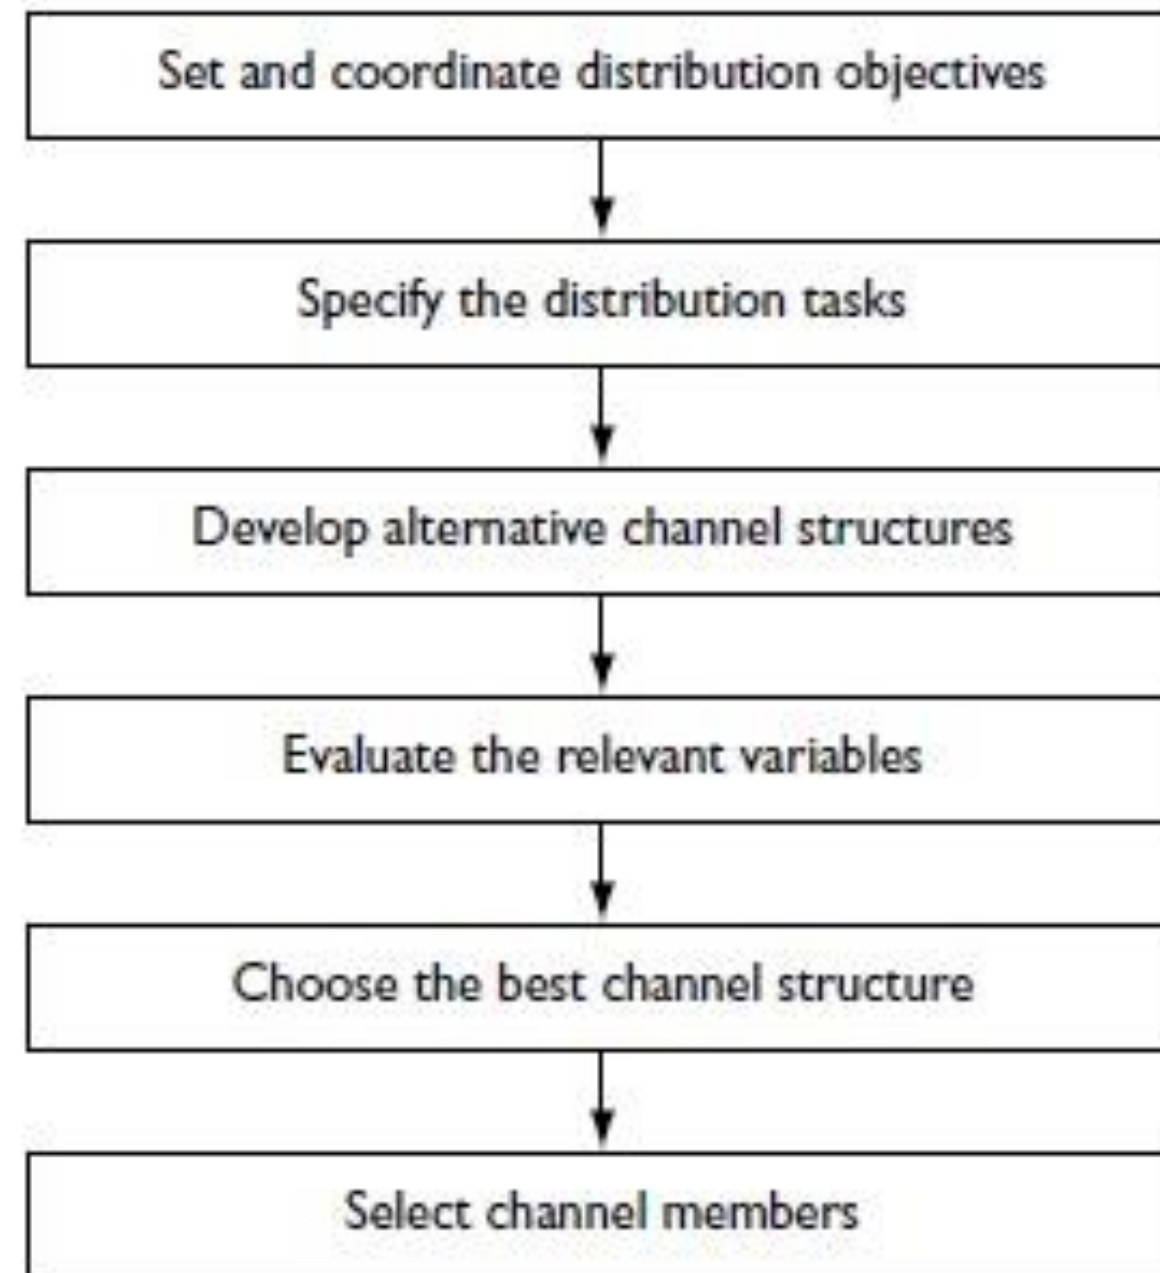 Set and coordinate distribution objectives
Specify the distribution tasks
Develop alternative channel structures
Evaluate the relevant variables
Choose the best channel structure
Select channel members